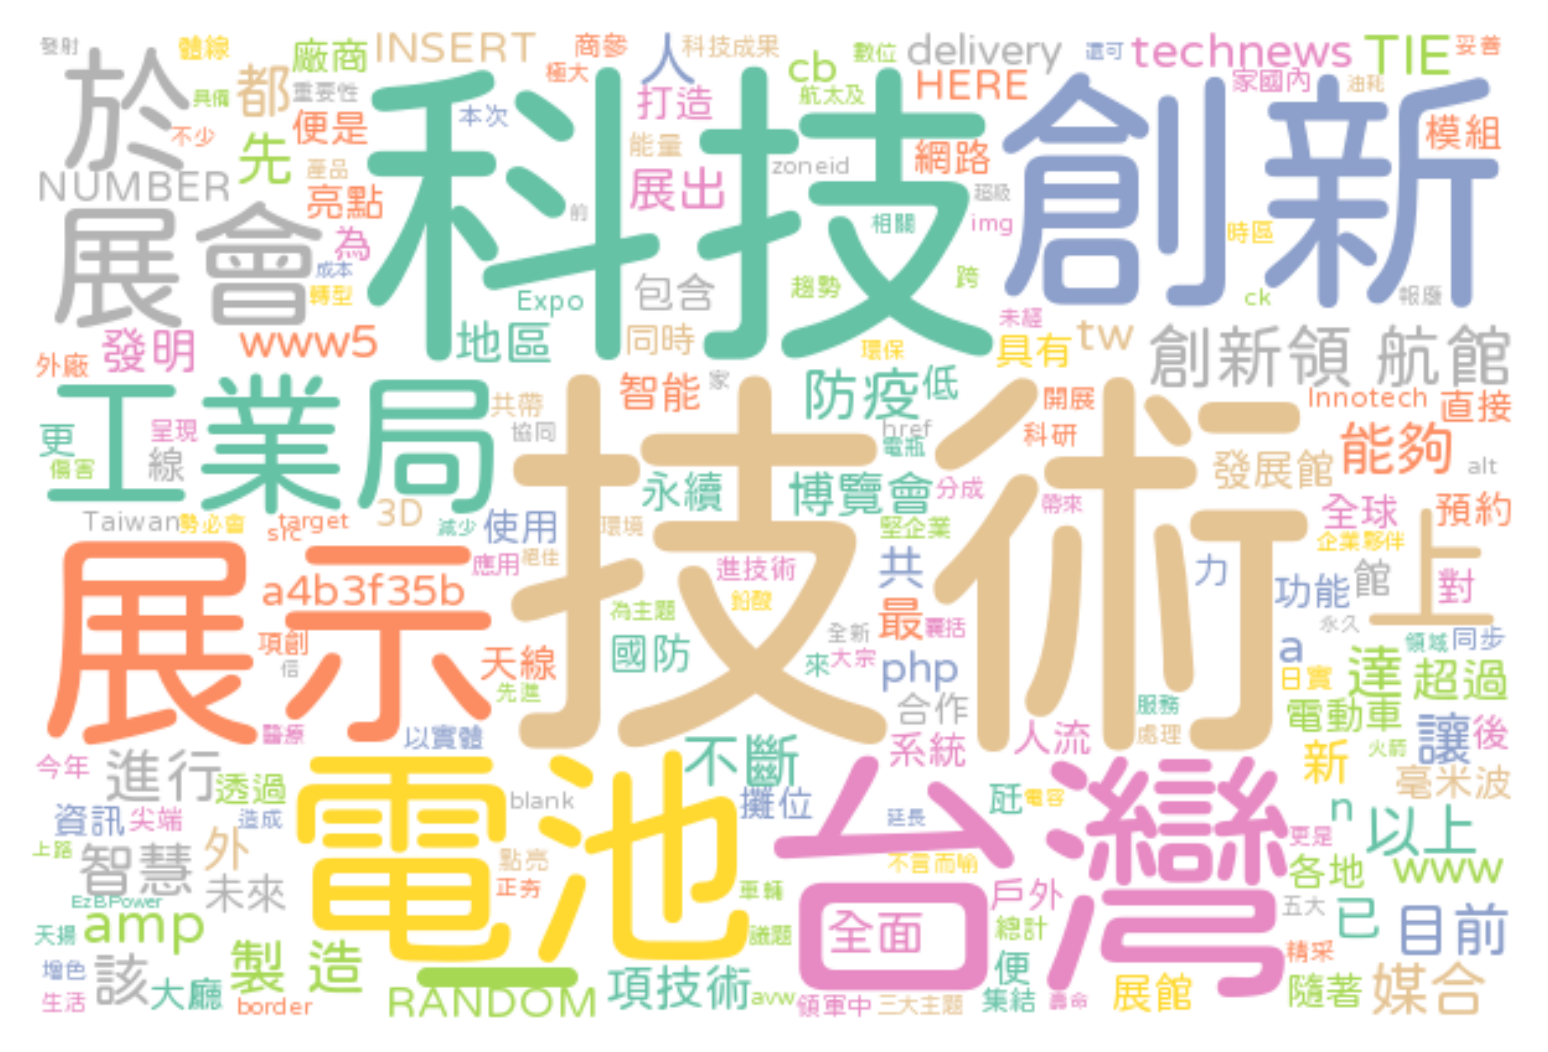 發射
體線
廠商
INSERT
商參
人
科技成果
cb
數位
delivery
還可
technews
TIE
妥善
於
具備
都
重要性
極大
打造
航太及
HERE
家國內
油耗
不少
先
便是
本次
科技
能量
網路
創新
模組
NUMBER
產品
亮點
展出
zoneid
超級
前
相關
img
時區
展會
為
成本
轉型
Expo
包含
趨勢
跨
ck
報廢
外廠
發明
www5
地區
同時
未經
環保
具有
tw
創新領 航館
工業局
共帶
智能
家
防疫
低
開展
Innotech
直接
更
呈現
協同
href
電瓶
科研
能夠
傷害
線
技術
永續
博覽會
分成
發展館
alt
Taiwan
勢必會
target
src
3D
減少
使用
環境
堅企業
帶來
全球
預約
企業夥伴
上
展示
應用
絕佳
進技術
共
力
功能
館
對
a4b3f35b
為主題
鉛酸
最
囊括
永久
項創
信
天線
國防
全新
來
大宗
php
a
領域
同步
先進
日實
達
超過
醫療
以實體
合作
服務
電動車
今年
進行
不斷
系統
人流
處理
新
火箭
讓
後
透過
電池
blank
攤位
台灣
瓩
電容
毫米波
資訊
尖端
造成
延長
n
以上
更是
上路
智慧
外
點亮
不言而喻
各地
www
未來
正夯
車輛
戶外
五大
EzBPower
amp
全面
總計
已
目前
天揚
議題
精采
增色
該
大廳
製 造
一
項技術
便
生活
border
RANDOM
avw
領軍中
三大主題
集結
壽命
展館
隨著
媒合